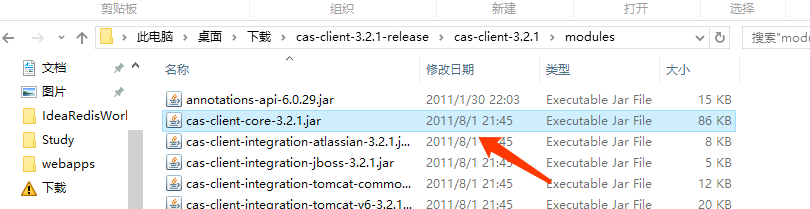 剪贴板 组织 新建 打开 选择
此电脑 桌面 下载 cas-client-3.2.1-release cas-client-3.2.1 modules 搜索"modu
文档 名称 修改日期 类型 大小
图片 annotations-api-6.0.29.jar 2011/1/30 22:03 Executable Jar File 15 KB
IdeaRedisWorl cas-client-core-3.2.1.jar 2011/8/1 21:45 Executable Jar File 86 KB
Study cas-client-integration-atlassian-3.2.1.j... 2011/8/1 21:45 Executable Jar File 8 KB
webapps cas-client-integration-jboss-3.2.1.jar 2011/8/1 21:45 Executable Jar File 5 KB
下载 cas-client-integration-tomcat-commo... 2011/8/1 21:45 Executable Jar File 12 KB
cas-client-integration-tomcat-v6-3.2.1... 2011/8/1 21:45 Executable Jar File 20 KB